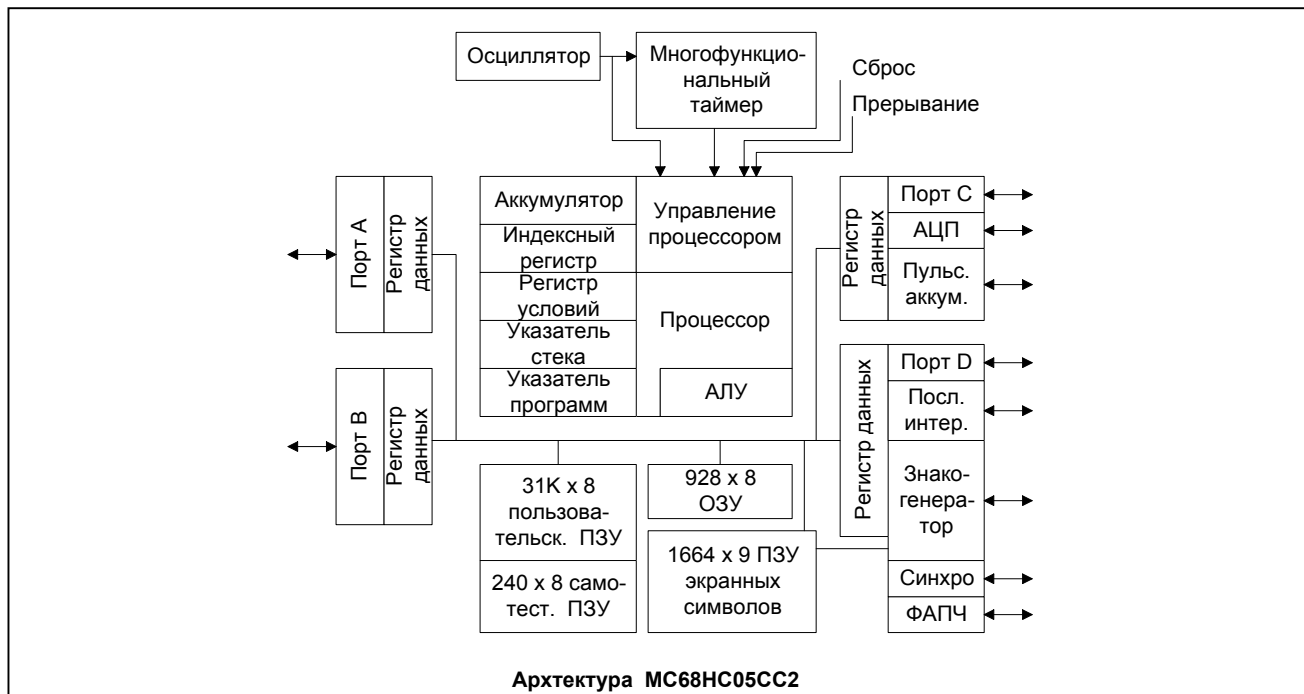 Осциллятор
Многофункцио-
нальный
таймер
Сброс
Прерывание
Порт А
Регистр
данных
Аккумулятор
Индексный
регистр
Регистр
условий
Указатель
стека
Указатель
программ
Управление
процессором
Процессор
АЛУ
Регистр
данных
Порт С
АЦП
Пульс.
аккум.
Порт В
Регистр
данных
Регистр данных
Порт D
Посл.
интер.
Знако-
генера-
тор
Синхро
ФАПЧ
31K x 8
пользова-
тельск. ПЗУ
240 x 8 само-
тест. ПЗУ
928 x 8
ОЗУ
1664 x 9 ПЗУ
экранных
символов
Архтектура MC68HC05CC2